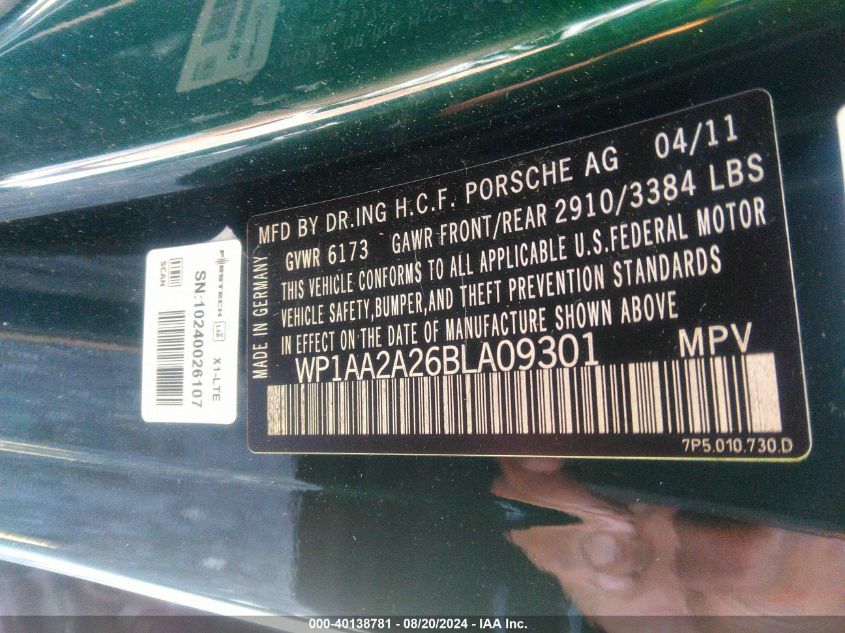 MFD BY DR.ING H.C.F. PORSCHE AG 04/11
GVWR 6173 GAWR FRONT/REAR 2910/3384 LBS
THIS VEHICLE CONFORMS TO ALL APPLICABLE U.S.FEDERAL MOTOR
VEHICLE SAFETY,BUMPER,AND THEFT PREVENTION STANDARDS
IN EFFECT ON THE DATE OF MANUFACTURE SHOWN ABOVE
WP1AA2A26BLA09301 MPV
7P5.010.730.D
MADE IN GERMANY
FIRSTECH
X1-LTE
SN:10240026107
SCAN
000-40138781 - 08/20/2024 - IAA Inc.